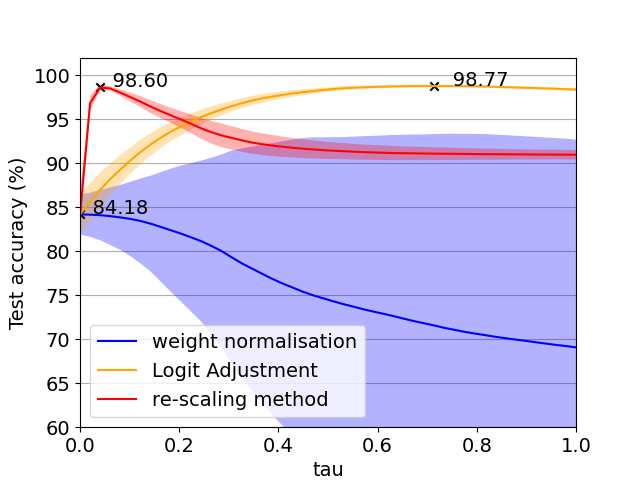 100
95
90
85
80
75
70
65
60
98.60
98.77
84.18
Test accuracy (%)
weight normalisation
Logit Adjustment
re-scaling method
0.0 0.2 0.4 0.6 0.8 1.0
tau